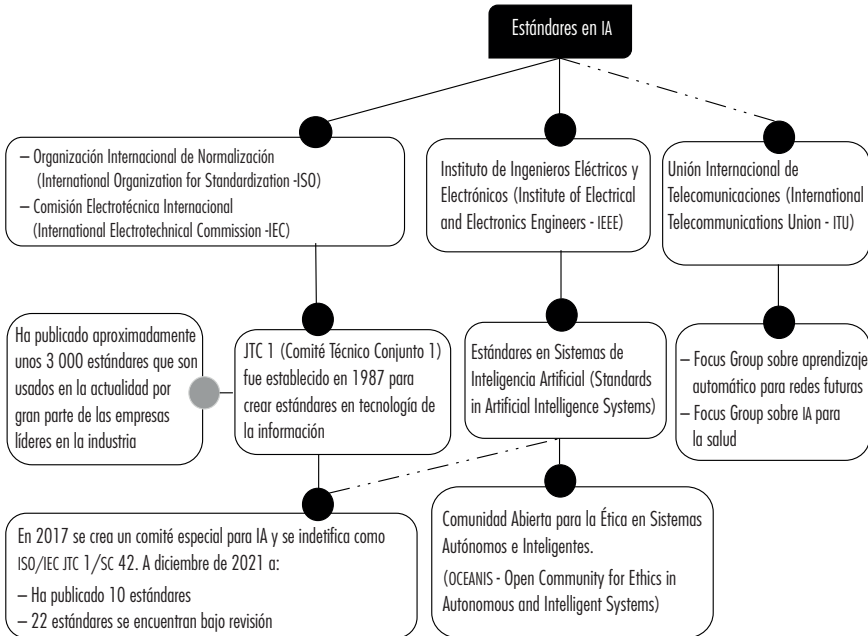 Estándares en IA
– Organización Internacional de Normalización
(International Organization for Standardization -ISO)
– Comisión Electrotécnica Internacional
(International Electrotechnical Commission -IEC)
Instituto de Ingenieros Eléctricos y
Electrónicos (Institute of Electrical
and Electronics Engineers - IEEE)
Unión Internacional de
Telecomunicaciones (International
Telecommunications Union - ITU)
Ha publicado aproximadamente
unos 3 000 estándares que son
usados en la actualidad por
gran parte de las empresas
líderes en la industria
JTC 1 (Comité Técnico Conjunto 1)
fue establecido en 1987 para
crear estándares en tecnología de
la información
Estándares en Sistemas de
Inteligencia Artificial (Standards
in Artificial Intelligence Systems)
– Focus Group sobre aprendizaje
automático para redes futuras
– Focus Group sobre IA para
la salud
En 2017 se crea un comité especial para IA y se indetifica como
ISO/IEC JTC 1/SC 42. A diciembre de 2021 a:
– Ha publicado 10 estándares
– 22 estándares se encuentran bajo revisión
Comunidad Abierta para la Ética en Sistemas
Autónomos e Inteligentes.
(OCEANIS - Open Community for Ethics in
Autonomous and Intelligent Systems)